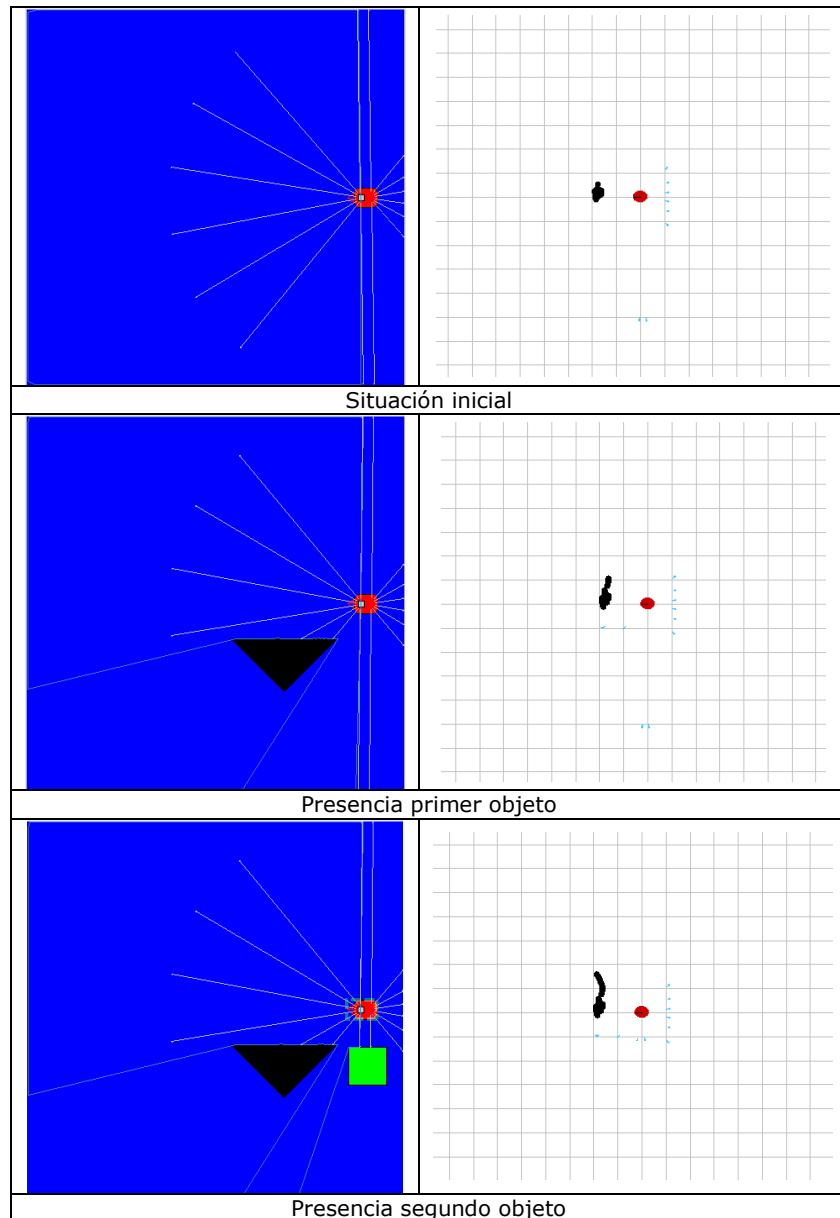 Situación inicial
Presencia primer objeto
Presencia segundo objeto